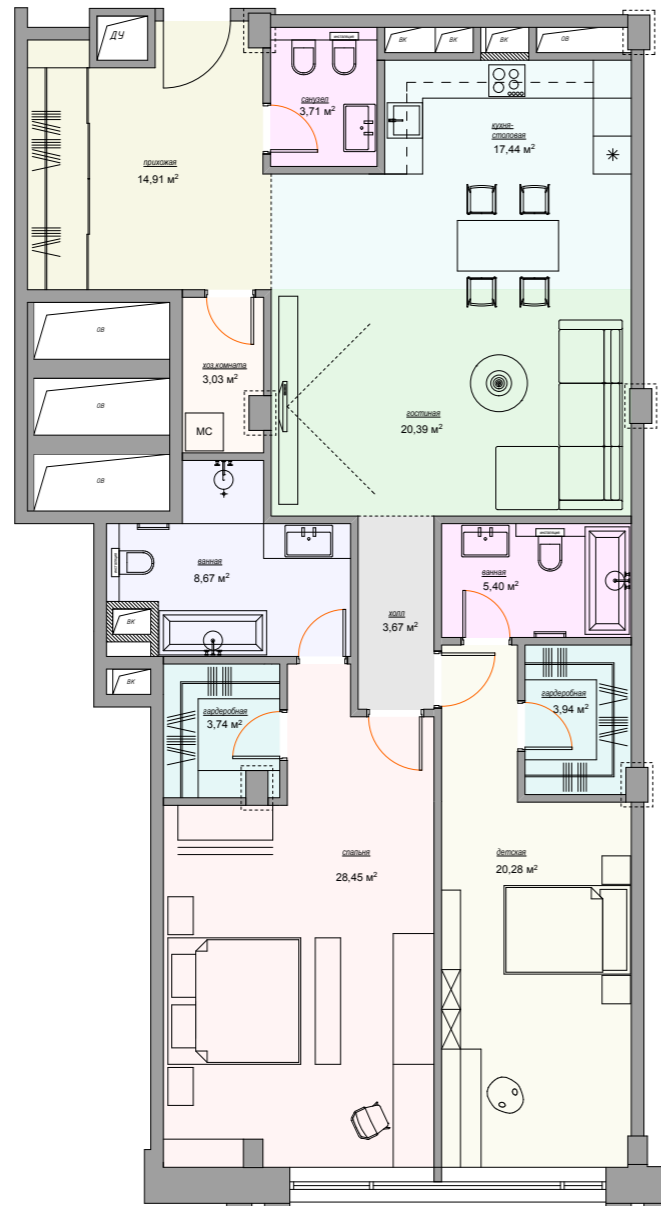 ДУ
инсталяция
ВК
ВК
ВК
ОВ
санузел
3,71 м²
кухня-
столовая
17,44 м²
прихожая
14,91 м²
ОВ
хоз.комната
3,03 м²
ОВ
гостиная
20,39 м²
МС
ОВ
инсталяция
ванная
8,67 м²
инсталяция
ванная
5,40 м²
ВК
холл
3,67 м²
ВК
гардеробная
3,74 м²
гардеробная
3,94 м²
спальня
28,45 м²
детская
20,28 м²